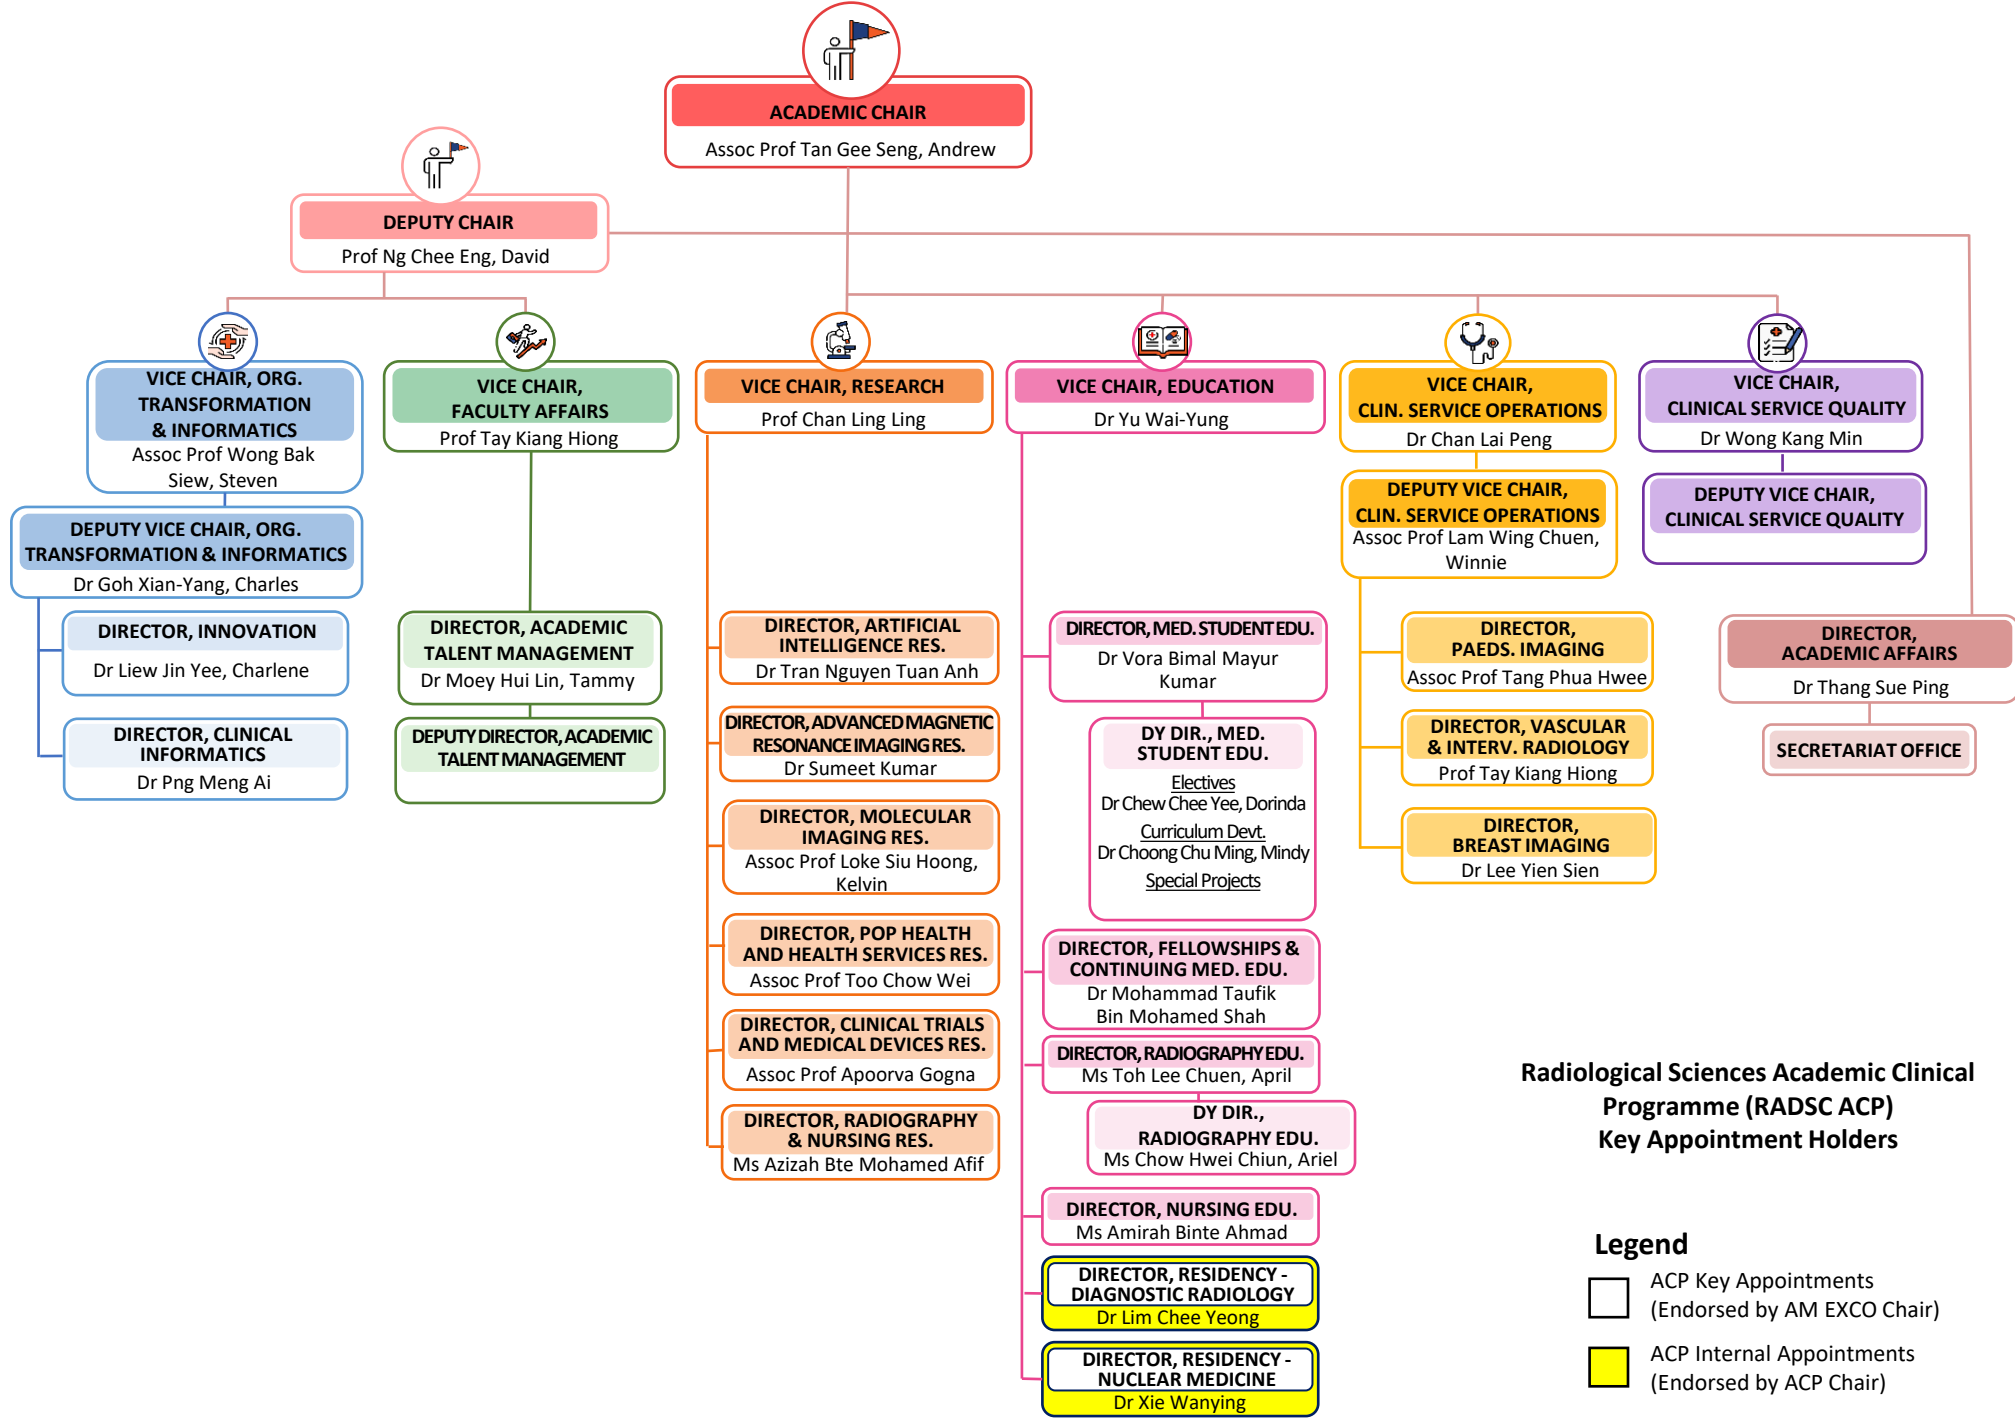 ACADEMIC CHAIR
Assoc Prof Tan Gee Seng, Andrew
DEPUTY CHAIR
Prof Ng Chee Eng, David
VICE CHAIR, ORG.
TRANSFORMATION
& INFORMATICS
Assoc Prof Wong Bak
Siew, Steven
DEPUTY VICE CHAIR, ORG.
TRANSFORMATION & INFORMATICS
Dr Goh Xian-Yang, Charles
DIRECTOR, INNOVATION
Dr Liew Jin Yee, Charlene
DIRECTOR, CLINICAL
INFORMATICS
Dr Png Meng Ai
VICE CHAIR,
FACULTY AFFAIRS
Prof Tay Kiang Hiong
DIRECTOR, ACADEMIC
TALENT MANAGEMENT
Dr Moey Hui Lin, Tammy
DEPUTY DIRECTOR, ACADEMIC
TALENT MANAGEMENT
VICE CHAIR, RESEARCH
Prof Chan Ling Ling
DIRECTOR, ARTIFICIAL
INTELLIGENCE RES.
Dr Tran Nguyen Tuan Anh
DIRECTOR, ADVANCED MAGNETIC
RESONANCE IMAGING RES.
Dr Sumeet Kumar
DIRECTOR, MOLECULAR
IMAGING RES.
Assoc Prof Loke Siu Hoong,
Kelvin
DIRECTOR, POP HEALTH
AND HEALTH SERVICES RES.
Assoc Prof Too Chow Wei
DIRECTOR, CLINICAL TRIALS
AND MEDICAL DEVICES RES.
Assoc Prof Apoorva Gogna
DIRECTOR, RADIOGRAPHY
& NURSING RES.
Ms Azizah Bte Mohamed Afif
VICE CHAIR, EDUCATION
Dr Yu Wai-Yung
DIRECTOR, MED. STUDENT EDU.
Dr Vora Bimal Mayur
Kumar
DY DIR., MED.
STUDENT EDU.
Electives
Dr Chew Chee Yee, Dorinda
Curriculum Devt.
Dr Choong Chu Ming, Mindy
Special Projects
DIRECTOR, FELLOWSHIPS &
CONTINUING MED. EDU.
Dr Mohammad Taufik
Bin Mohamed Shah
DIRECTOR, RADIOGRAPHY EDU.
Ms Toh Lee Chuen, April
DY DIR.,
RADIOGRAPHY EDU.
Ms Chow Hwei Chiun, Ariel
DIRECTOR, NURSING EDU.
Ms Amirah Binte Ahmad
DIRECTOR, RESIDENCY -
DIAGNOSTIC RADIOLOGY
Dr Lim Chee Yeong
DIRECTOR, RESIDENCY -
NUCLEAR MEDICINE
Dr Xie Wanying
VICE CHAIR,
CLIN. SERVICE OPERATIONS
Dr Chan Lai Peng
DEPUTY VICE CHAIR,
CLIN. SERVICE OPERATIONS
Assoc Prof Lam Wing Chuen,
Winnie
DIRECTOR,
PAEDS. IMAGING
Assoc Prof Tang Phua Hwee
DIRECTOR, VASCULAR
& INTERV. RADIOLOGY
Prof Tay Kiang Hiong
DIRECTOR,
BREAST IMAGING
Dr Lee Yien Sien
VICE CHAIR,
CLINICAL SERVICE QUALITY
Dr Wong Kang Min
DEPUTY VICE CHAIR,
CLINICAL SERVICE QUALITY
DIRECTOR,
ACADEMIC AFFAIRS
Dr Thang Sue Ping
SECRETARIAT OFFICE
Radiological Sciences Academic Clinical
Programme (RADSC ACP)
Key Appointment Holders
Legend
ACP Key Appointments
(Endorsed by AM EXCO Chair)
ACP Internal Appointments
(Endorsed by ACP Chair)